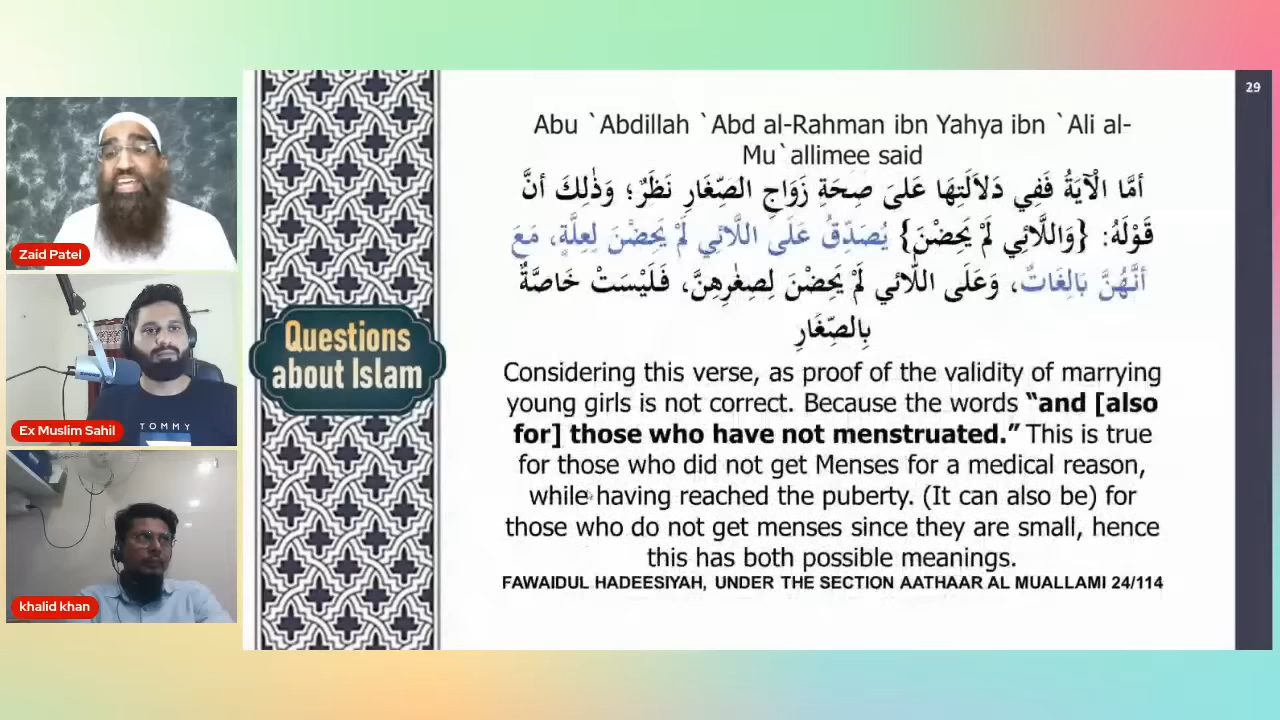 29
Zaid Patel
Ex Muslim Sahil
TOMMY
khalid khan
Questions
about Islam
Abu `Abdillah `Abd al-Rahman ibn Yahya ibn `Ali al-
Mu`allimee said
أمَّا الْآيَةُ فَفِي دَلاَلَتِهَا عَلىَ صِحَةِ زَوَاجِ الصِّغَارِ نَظَرٌ؛ وَذٰلِكَ أنَّ
قَوْلَهُ: {وَاللَّائِي لَمْ يَحِضْنَ} يُصَدِّقُ عَلَى اللَّائِي لَمْ يَحِضْنَ لِعِلَّةٍ، مَعَ
أنَّهُنَّ بَالِغَاتٌ، وَعَلَى اللَّائي لَمْ يَحِضْنَ لِصِغَرِهِنَّ، فَلَيْسَتْ خَاصَّةٌ
بِالصِّغَارِ
Considering this verse, as proof of the validity of marrying
young girls is not correct. Because the words “and [also
for] those who have not menstruated.” This is true
for those who did not get Menses for a medical reason,
while having reached the puberty. (It can also be) for
those who do not get menses since they are small, hence
this has both possible meanings.
FAWAIDUL HADEESIYAH, UNDER THE SECTION AATHAAR AL MUALLAMI 24/114